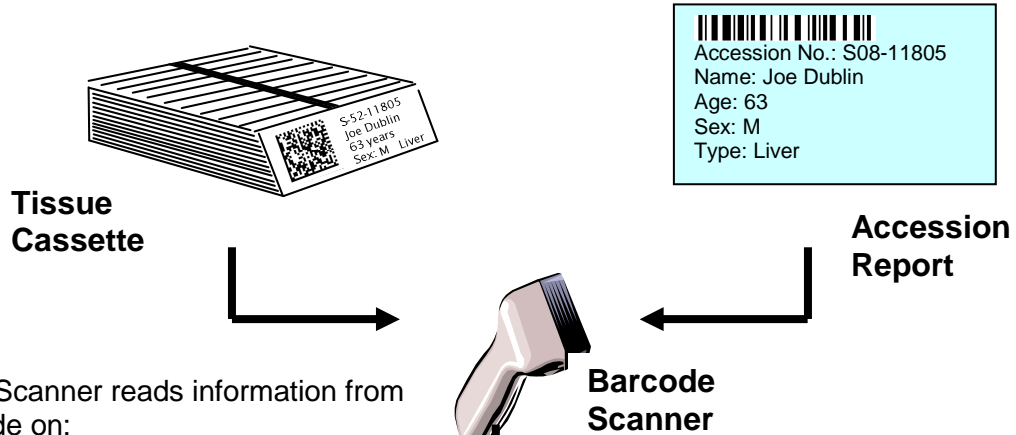 S-52-11805
Joe Dublin
63 years
Sex: M Liver
Accession No.: S08-11805
Name: Joe Dublin
Age: 63
Sex: M
Type: Liver
Tissue
Cassette
Accession
Report
Barcode
Scanner
Scanner reads information from
de on: